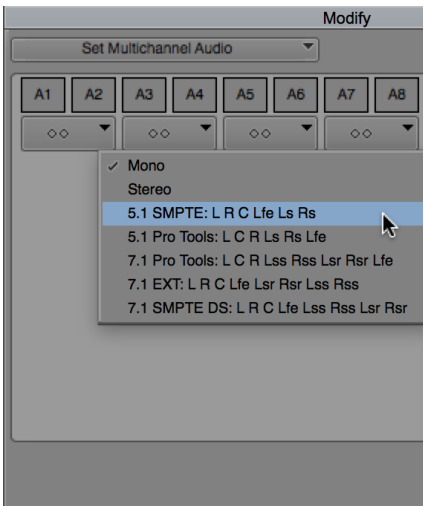 Modify
Set Multichannel Audio
A1 A2 A3 A4 A5 A6 A7 A8
Mono
Stereo
5.1 SMPTE: L R C Lfe Ls Rs
5.1 Pro Tools: L C R Ls Rs Lfe
7.1 Pro Tools: L C R Lss Rss Lsr Rsr Lfe
7.1 EXT: L R C Lfe Lsr Rsr Lss Rss
7.1 SMPTE DS: L R C Lfe Lss Rss Lsr Rsr